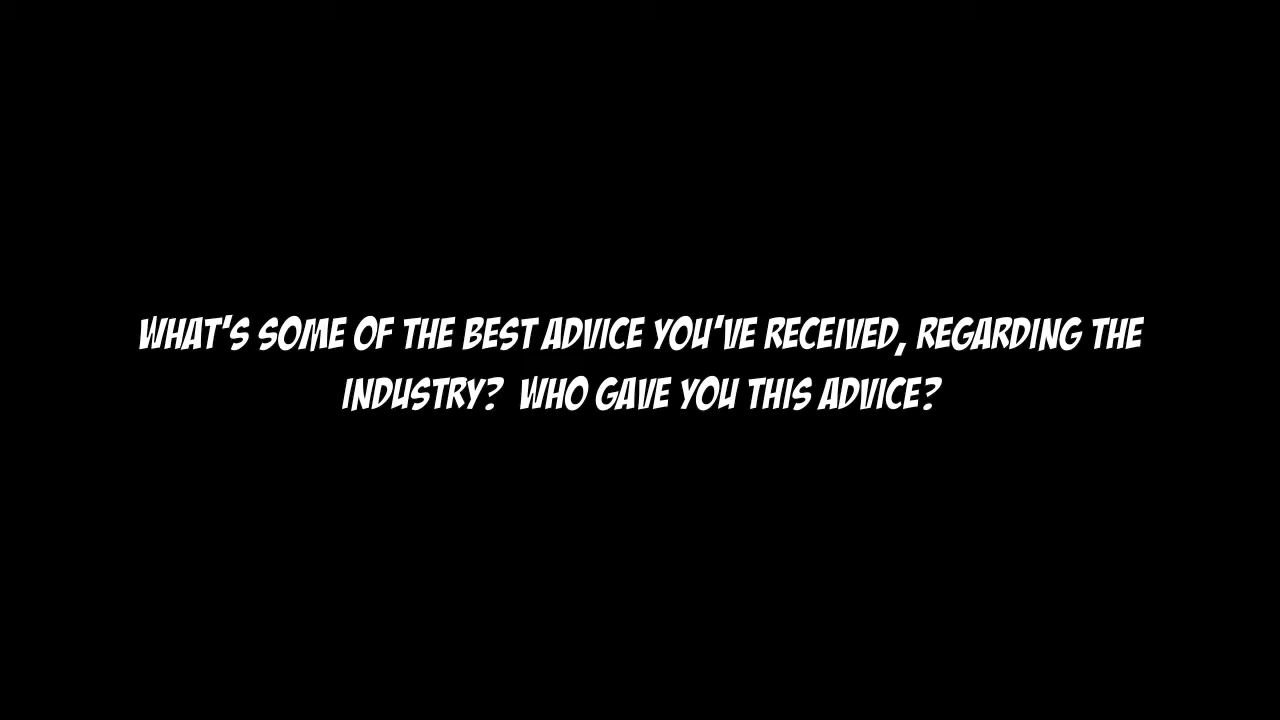 WHAT'S SOME OF THE BEST ADVICE YOU'VE RECEIVED, REGARDING THE
INDUSTRY? WHO GAVE YOU THIS ADVICE?